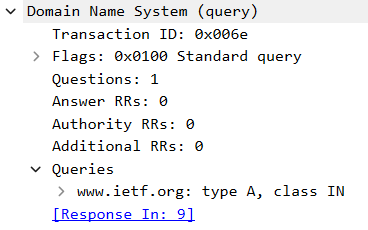 Domain Name System (query)
Transaction ID: 0x006e
Flags: 0x0100 Standard query
Questions: 1
Answer RRs: 0
Authority RRs: 0
Additional RRs: 0
Queries
www.ietf.org: type A, class IN
[Response In: 9]